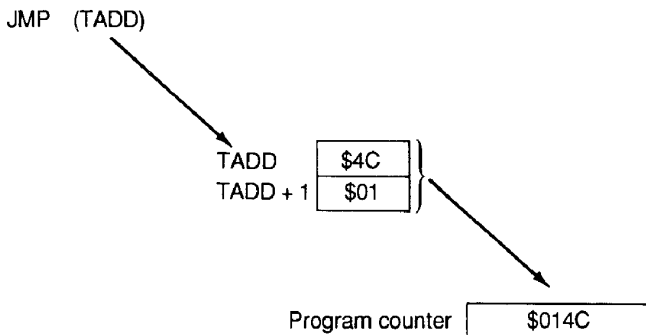 JMP (TADD)
TADD $4C
TADD + 1 $01
Program counter $014C